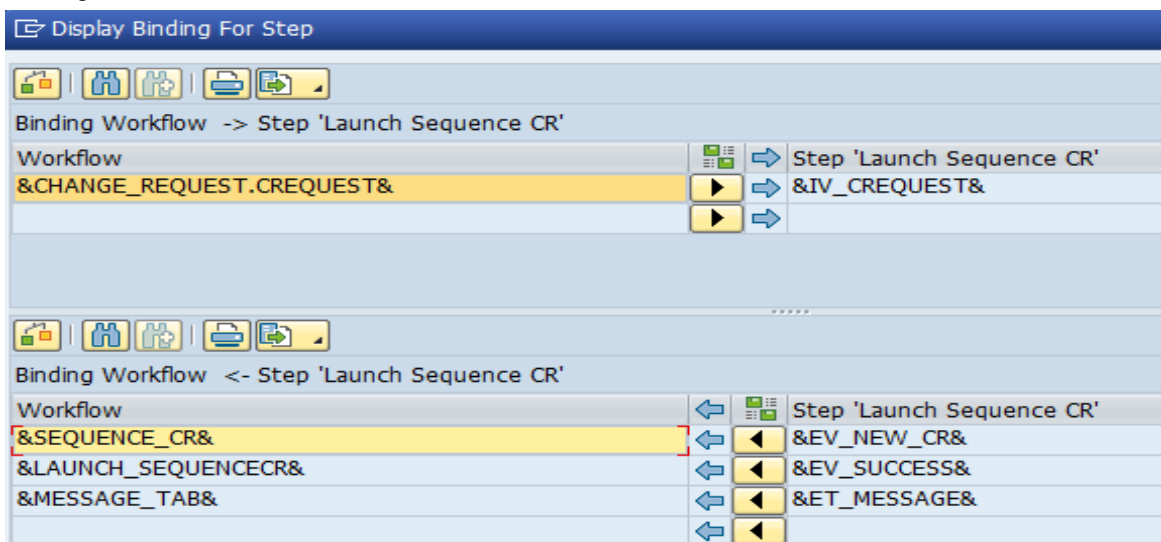 Display Binding For Step
Binding Workflow -> Step 'Launch Sequence CR'
Workflow Step 'Launch Sequence CR'
&CHANGE_REQUEST.CREQUEST& &IV_CREQUEST&
Binding Workflow <- Step 'Launch Sequence CR'
Workflow Step 'Launch Sequence CR'
&SEQUENCE_CR& &EV_NEW_CR&
&LAUNCH_SEQUENCECR& &EV_SUCCESS&
&MESSAGE_TAB& &ET_MESSAGE&